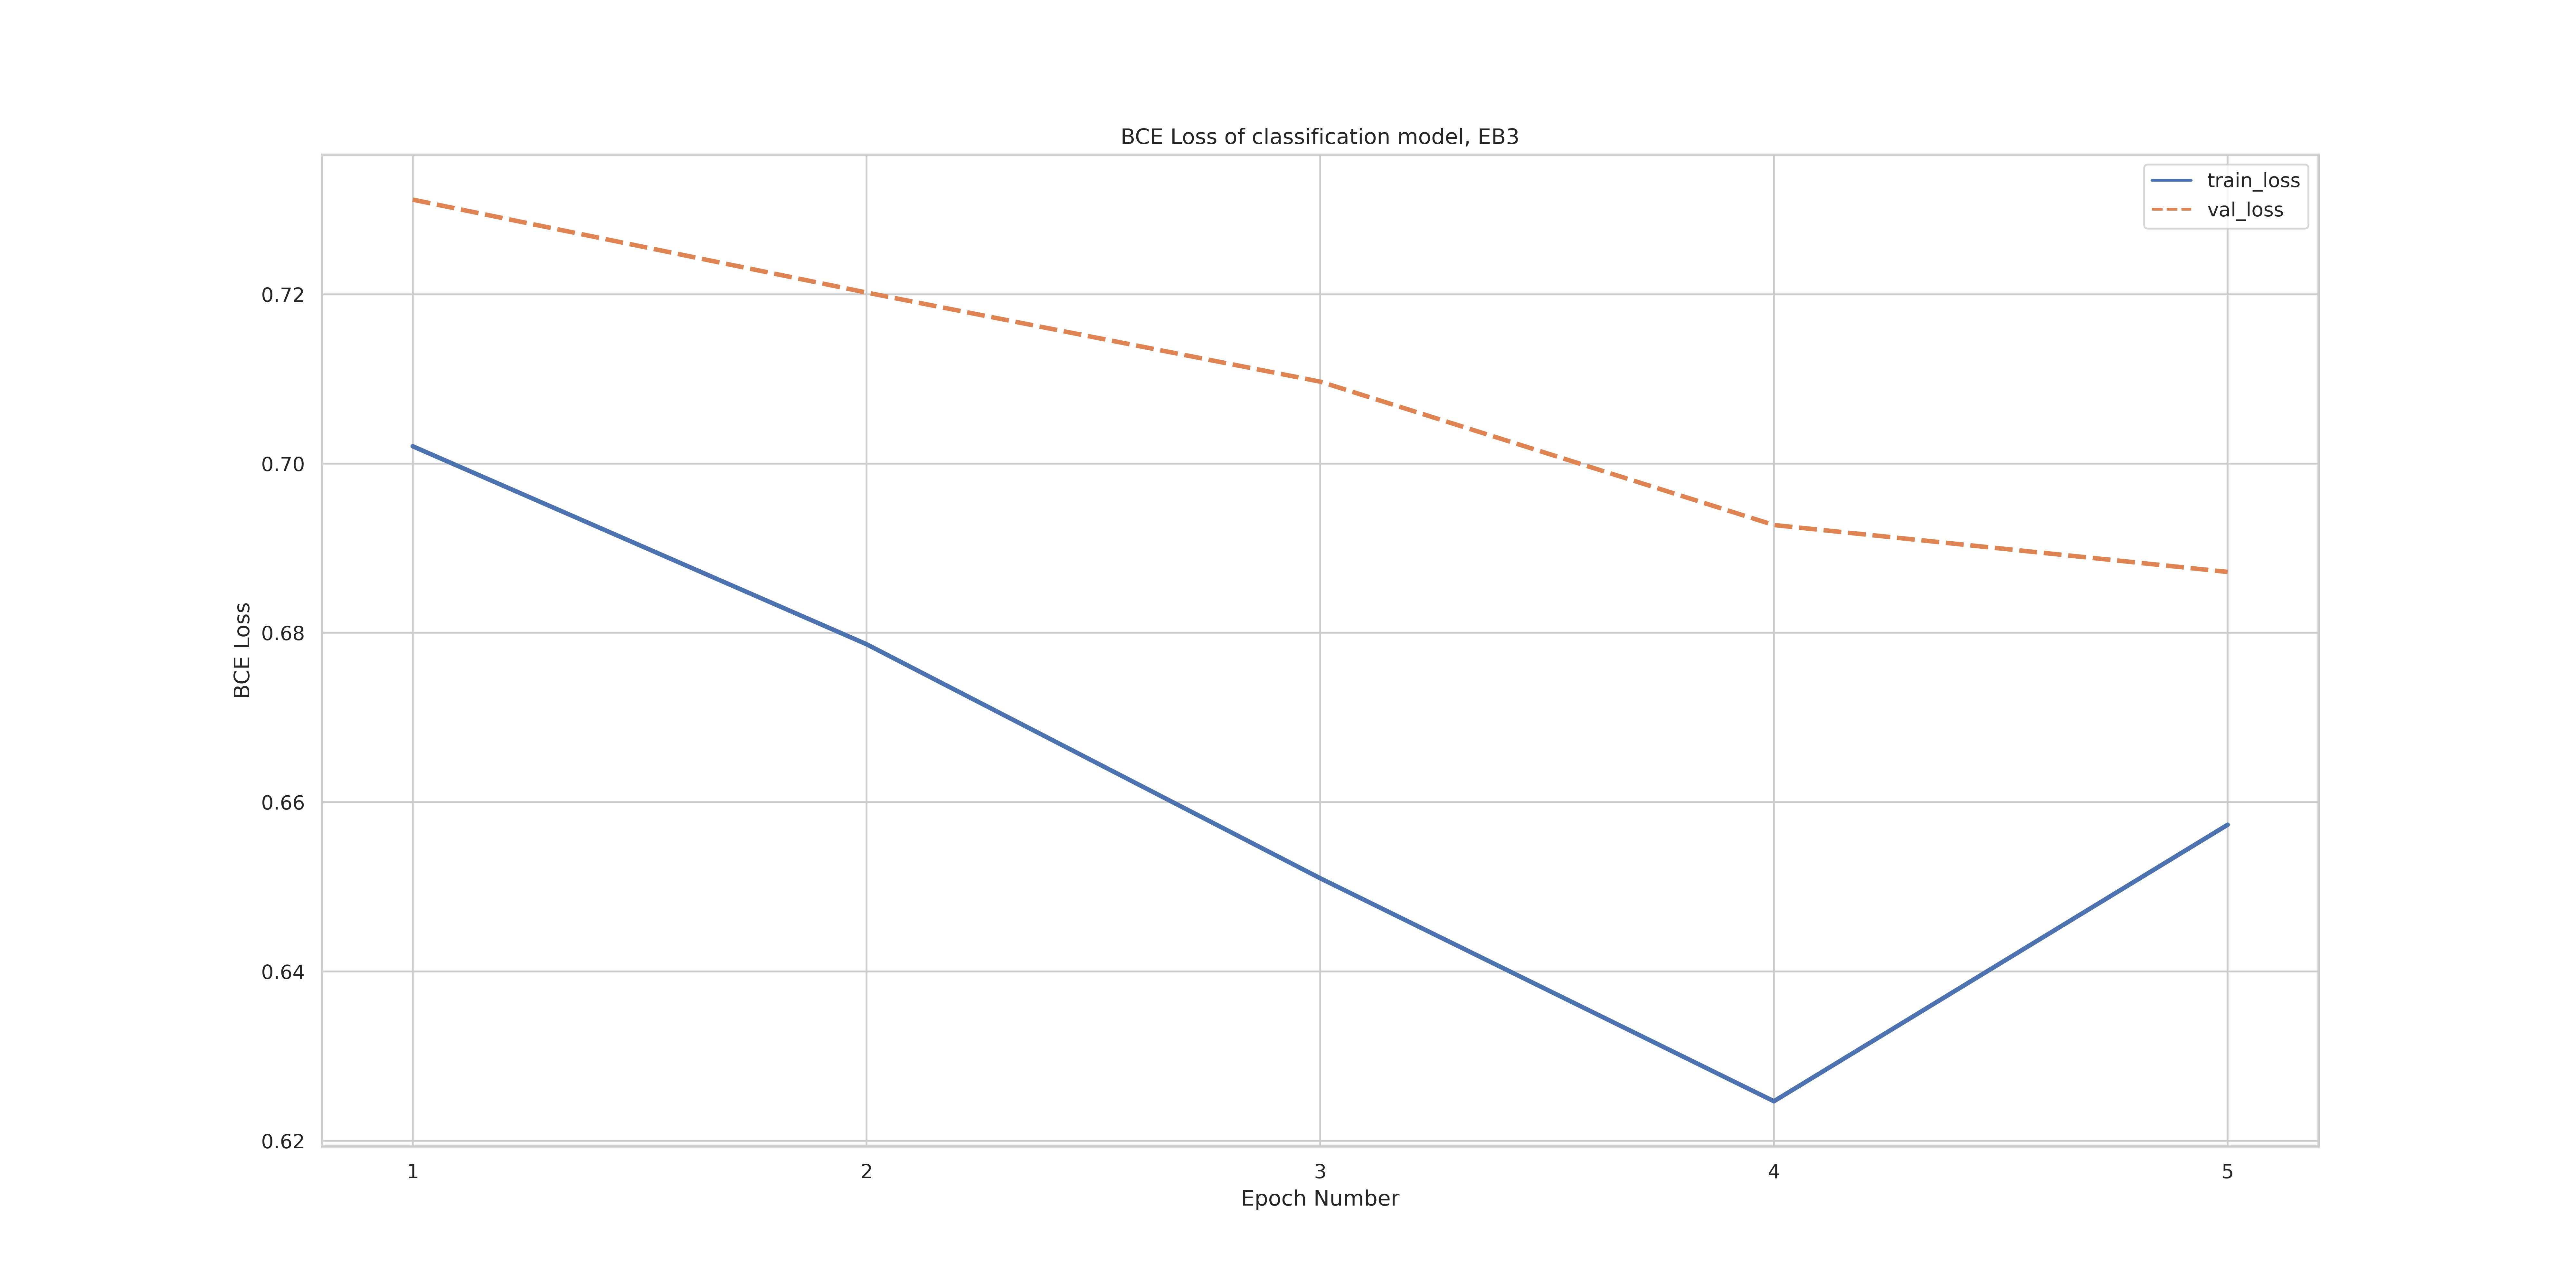 BCE Loss of classification model, EB3
train_loss
val_loss
0.72
0.70
0.68
0.66
0.64
0.62
BCE Loss
1 2 3 4 5
Epoch Number